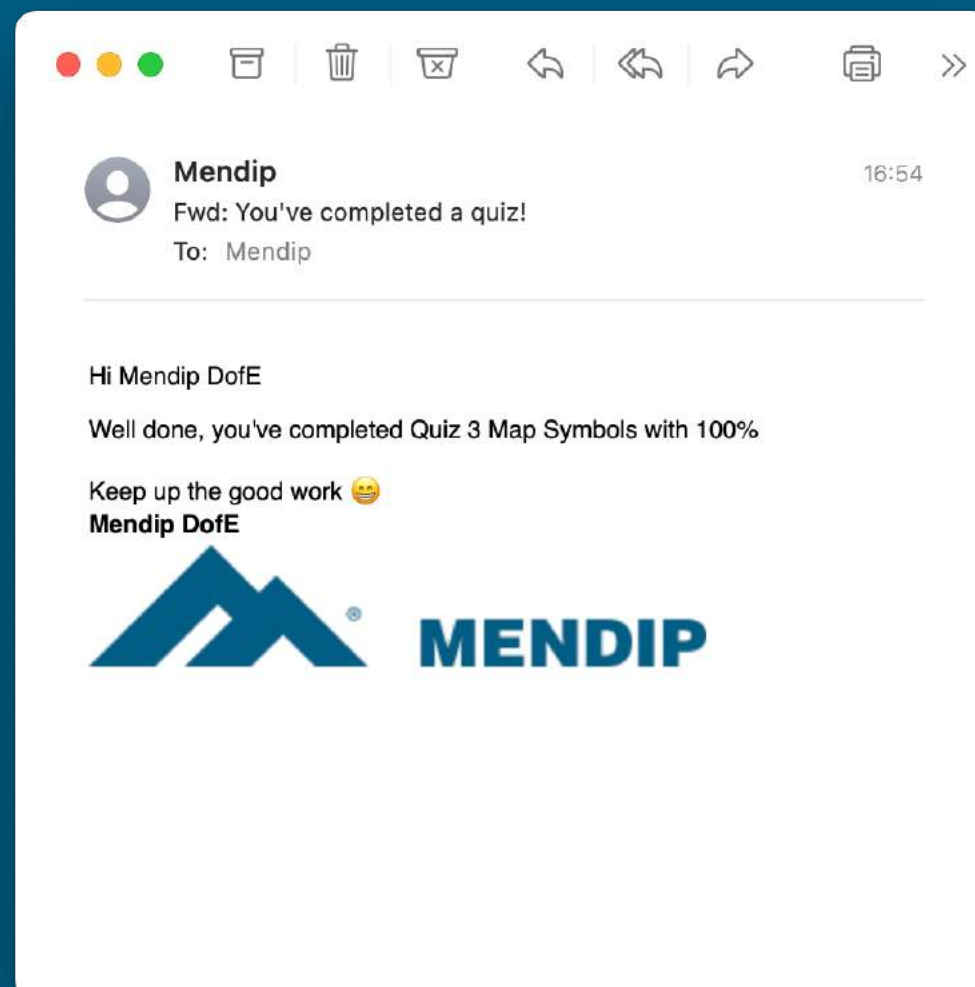 Mendip
16:54
Fwd: You've completed a quiz!
To: Mendip
Hi Mendip DofE
Well done, you've completed Quiz 3 Map Symbols with 100%
Keep up the good work 😁
Mendip DofE
®
MENDIP